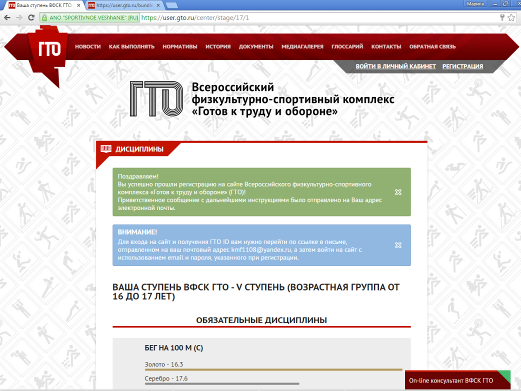 Ваша ступень ВФСК ГТО
https://user.gto.ru/
ANO "SPORTIVNOE VESHHANIE" [RU] https://user.gto.ru/center/stage/17/1
ГТО
НОВОСТИ КАК ВЫПОЛНЯТЬ НОРМАТИВЫ ИСТОРИЯ ДОКУМЕНТЫ МЕДИАГАЛЕРЕЯ ГЛОССАРИЙ КОНТАКТЫ ОБРАТНАЯ СВЯЗЬ
ВОЙТИ В ЛИЧНЫЙ КАБИНЕТ РЕГИСТРАЦИЯ
ГТО
Всероссийский
физкультурно-спортивный комплекс
«Готов к труду и обороне»
ДИСЦИПЛИНЫ
Поздравляем!
Вы успешно прошли регистрацию на сайте Всероссийского физкультурно-спортивного
комплекса «Готов к труду и обороне» (ГТО)!
Приветственное сообщение с дальнейшими инструкциями было отправлено на Ваш адрес
электронной почты.
ВНИМАНИЕ!
Для входа на сайт и получения ГТО ID вам нужно перейти по ссылке в письме,
отправленном на ваш почтовый адрес kmf1108@yandex.ru, а затем войти на сайт с
использованием email и пароля, указанного при регистрации.
ВАША СТУПЕНЬ ВФСК ГТО - V СТУПЕНЬ (ВОЗРАСТНАЯ ГРУППА ОТ
16 ДО 17 ЛЕТ)
ОБЯЗАТЕЛЬНЫЕ ДИСЦИПЛИНЫ
БЕГ НА 100 М (С)
Золото - 16.3
Серебро - 17.6
On-line консультант ВФСК ГТО